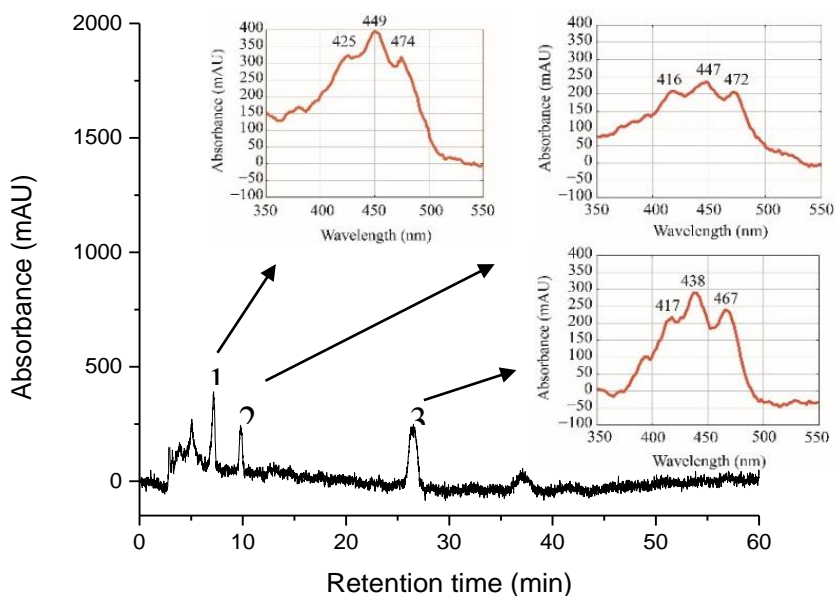 2000
1500
1000
500
0
Absorbance (mAU)
0 10 20 30 40 50 60
Retention time (min)
1
2
3
400
350
300
250
200
150
100
50
0
−50
−100
Absorbance (mAU)
425 449 474
350 400 450 500 550
Wavelength (nm)
400
350
300
250
200
150
100
50
0
−50
−100
Absorbance (mAU)
416 447 472
350 400 450 500 550
Wavelength (nm)
400
350
300
250
200
150
100
50
0
−50
−100
Absorbance (mAU)
417 438 467
350 400 450 500 550
Wavelength (nm)